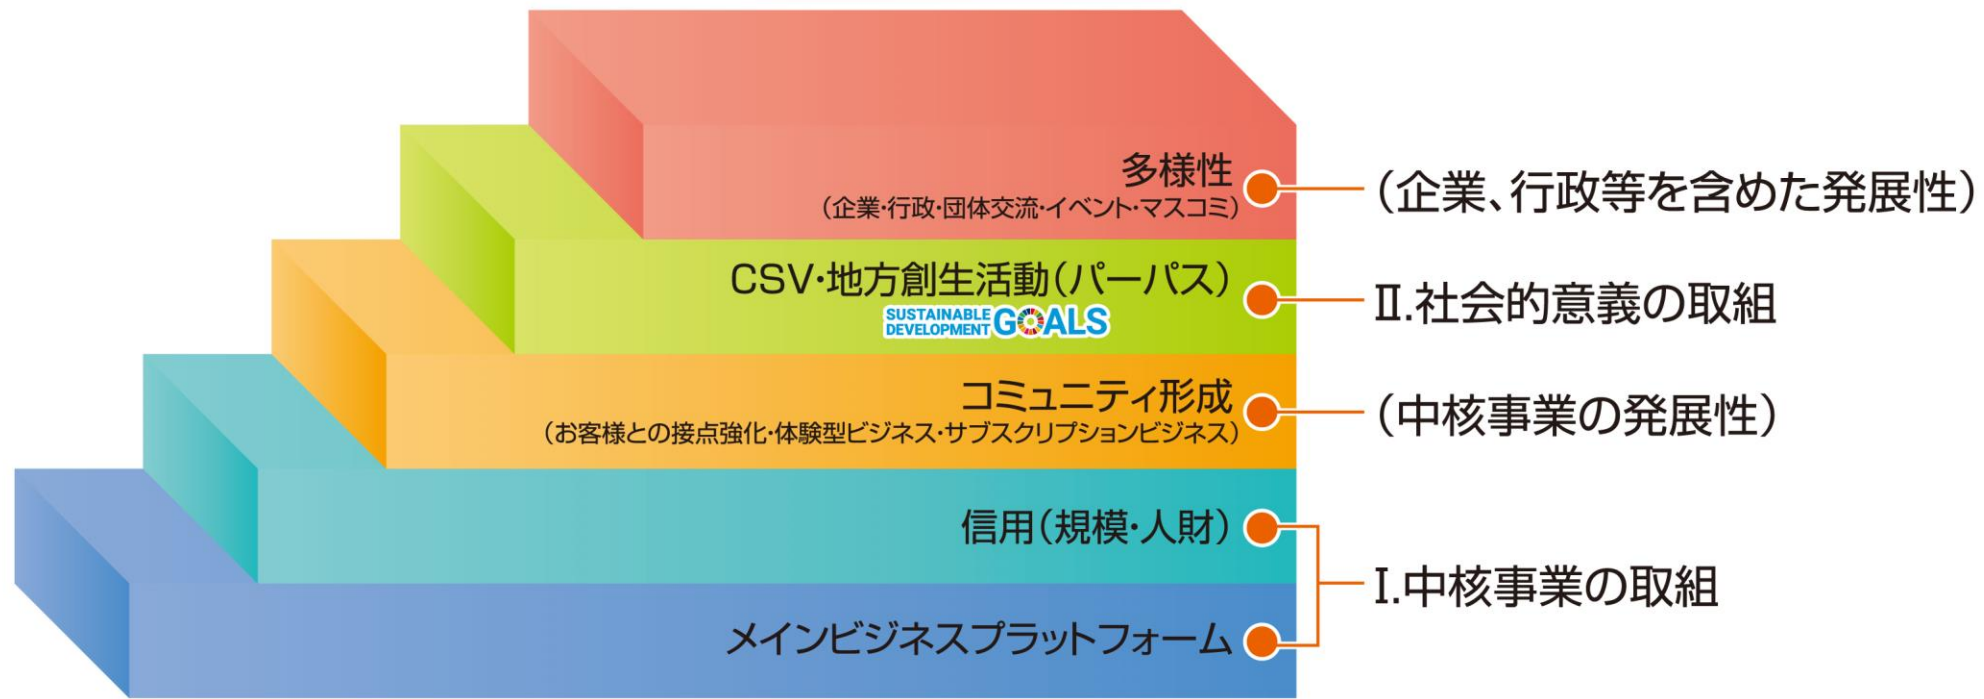 多様性
(企業・行政・団体交流・イベント・マスコミ)
(企業、行政等を含めた発展性)
CSV・地方創生活動(パーパス)
SUSTAINABLE DEVELOPMENT GOALS
Ⅱ.社会的意義の取組
コミュニティ形成
(お客様との接点強化・体験型ビジネス・サブスクリプションビジネス)
(中核事業の発展性)
信用(規模・人財)
メインビジネスプラットフォーム
Ⅰ.中核事業の取組